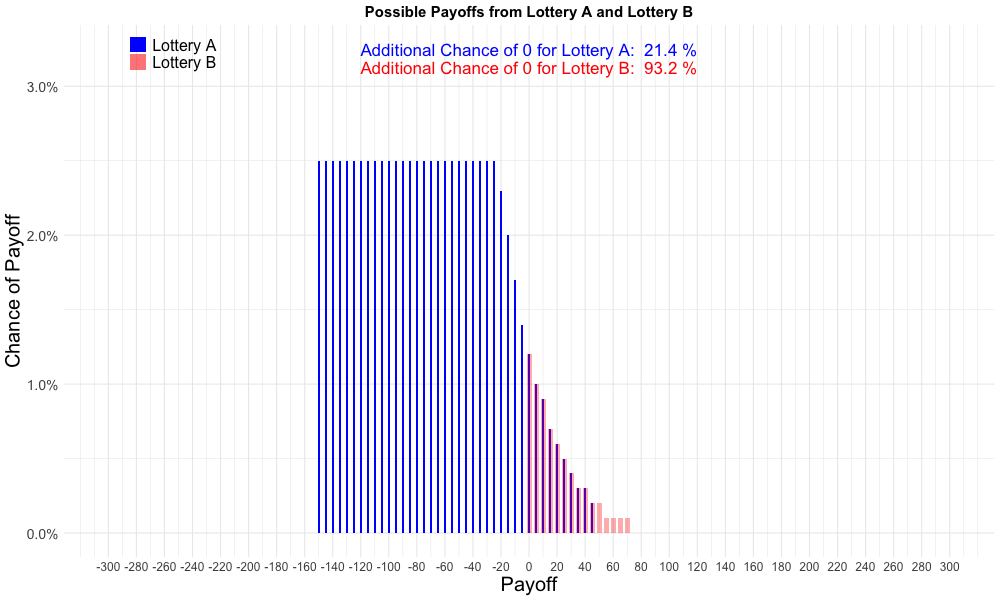 Possible Payoffs from Lottery A and Lottery B
Lottery A
Lottery B
Additional Chance of 0 for Lottery A: 21.4 %
Additional Chance of 0 for Lottery B: 93.2 %
3.0%
2.0%
1.0%
0.0%
Chance of Payoff
-300 -280 -260 -240 -220 -200 -180 -160 -140 -120 -100 -80 -60 -40 -20 0 20 40 60 80 100 120 140 160 180 200 220 240 260 280 300
Payoff